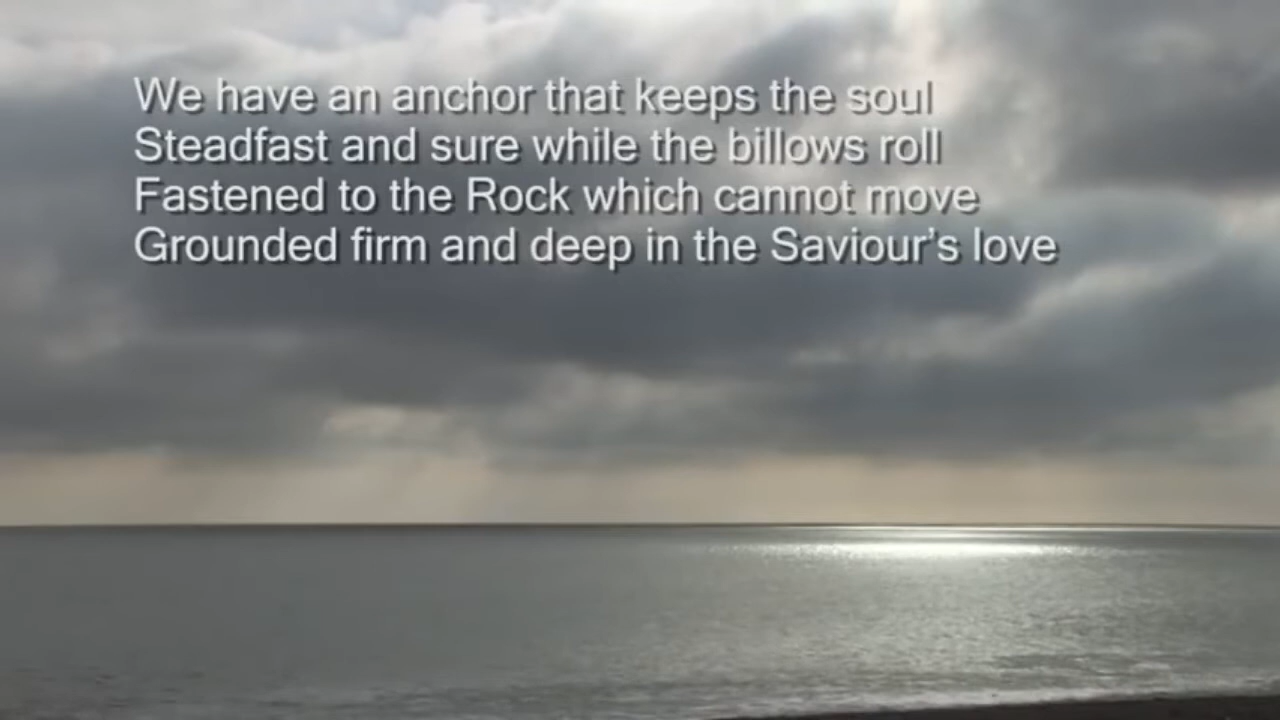 We have an anchor that keeps the soul
Steadfast and sure while the billows roll
Fastened to the Rock which cannot move
Grounded firm and deep in the Saviour’s love